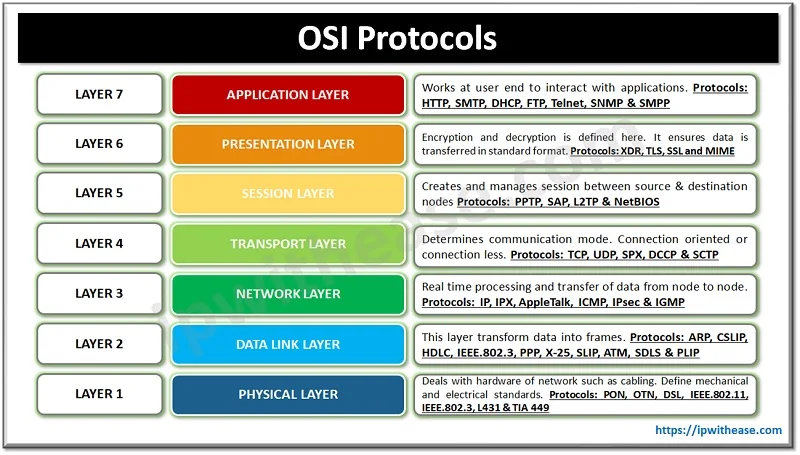 OSI Protocols
LAYER 7
APPLICATION LAYER
Works at user end to interact with applications. Protocols:
HTTP, SMTP, DHCP, FTP, Telnet, SNMP & SMPP
LAYER 6
PRESENTATION LAYER
Encryption and decryption is defined here. It ensures data is
transferred in standard format. Protocols: XDR, TLS, SSL and MIME
LAYER 5
SESSION LAYER
Creates and manages session between source & destination
nodes Protocols: PPTP, SAP, L2TP & NetBIOS
LAYER 4
TRANSPORT LAYER
Determines communication mode. Connection oriented or
connection less. Protocols: TCP, UDP, SPX, DCCP & SCTP
LAYER 3
NETWORK LAYER
Real time processing and transfer of data from node to node.
Protocols: IP, IPX, AppleTalk, ICMP, IPsec & IGMP
LAYER 2
DATA LINK LAYER
This layer transform data into frames. Protocols: ARP, CSLIP,
HDLC, IEEE.802.3, PPP, X-25, SLIP, ATM, SDLS & PLIP
LAYER 1
PHYSICAL LAYER
Deals with hardware of network such as cabling. Define mechanical
and electrical standards. Protocols: PON, OTN, DSL, IEEE.802.11,
IEEE.802.3, L431 & TIA 449
ipwithease.com
https://ipwithease.com